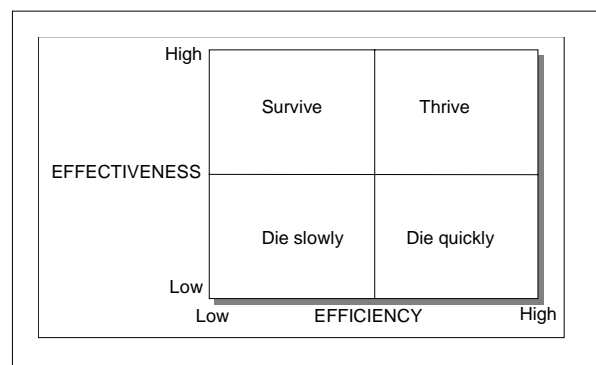 High
Survive Thrive
EFFECTIVENESS
Die slowly Die quickly
Low
Low EFFICIENCY High